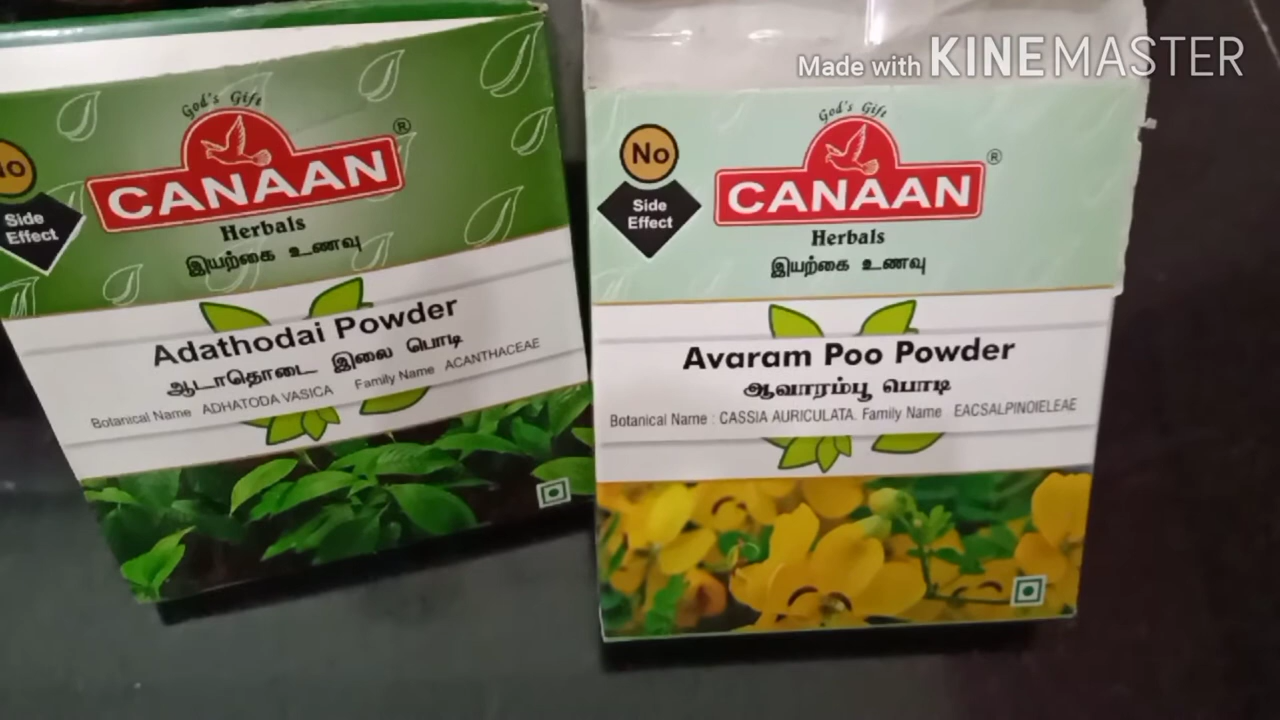 Made with KINEMASTER
God's Gift
CANAAN®
No
Side
Effect
Herbals
இயற்கை உணவு
Adathodai Powder
ஆடாதொடை இலை பொடி
Botanical Name ADHATODA VASICA Family Name ACANTHACEAE
God's Gift
CANAAN®
No
Side
Effect
Herbals
இயற்கை உணவு
Avaram Poo Powder
ஆவாரம்பூ பொடி
Botanical Name : CASSIA AURICULATA. Family Name EACSALPINOIELEAE